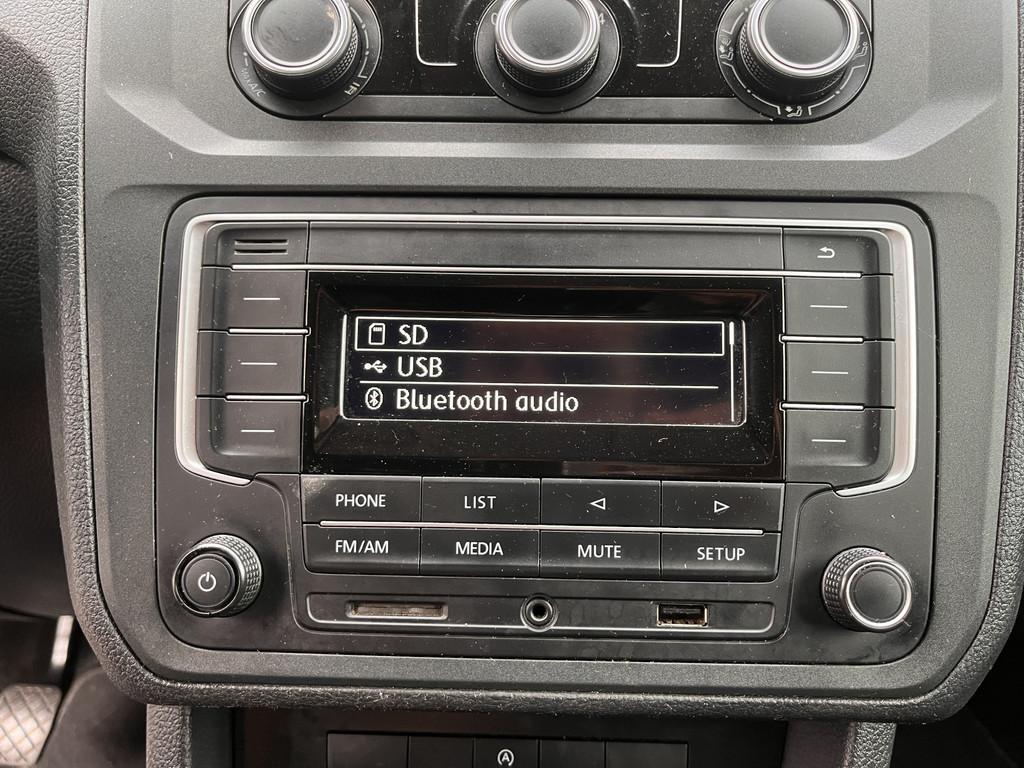 SD
USB
Bluetooth audio
PHONE LIST
FM/AM MEDIA MUTE SETUP
A